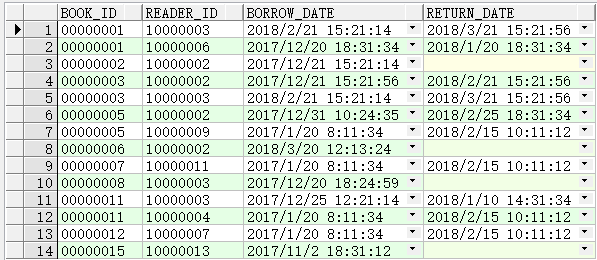 BOOK_ID READER_ID BORROW_DATE RETURN_DATE
1 00000001 10000003 2018/2/21 15:21:14 2018/3/21 15:21:56
2 00000001 10000006 2017/12/20 18:31:34 2018/1/20 18:31:34
3 00000002 10000002 2017/12/21 15:21:14
4 00000003 10000002 2017/12/21 15:21:56 2018/2/21 15:21:56
5 00000003 10000003 2018/2/21 15:21:14 2018/3/21 15:21:56
6 00000005 10000002 2017/12/31 10:24:35 2018/2/25 18:31:34
7 00000005 10000009 2017/1/20 8:11:34 2018/2/15 10:11:12
8 00000006 10000002 2018/3/20 12:13:24
9 00000007 10000011 2017/1/20 8:11:34 2018/2/15 10:11:12
10 00000008 10000003 2017/12/20 18:24:59
11 00000011 10000003 2017/12/25 12:21:14 2018/1/10 14:31:34
12 00000011 10000004 2017/1/20 8:11:34 2018/2/15 10:11:12
13 00000012 10000007 2017/1/20 8:11:34 2018/2/15 10:11:12
14 00000015 10000013 2017/11/2 18:31:12